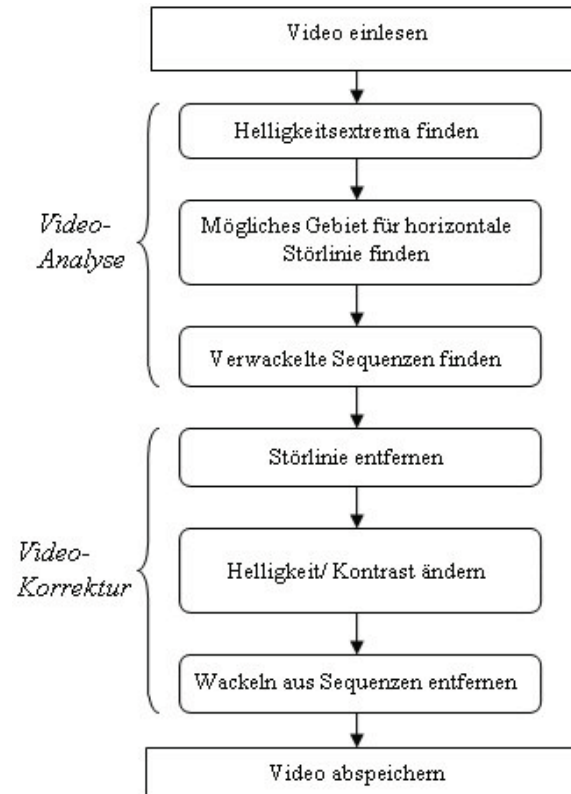 Video einlesen
Helligkeitsextrema finden
Video-
Analyse
Mögliches Gebiet für horizontale
Störlinie finden
Verwackelte Sequenzen finden
Störlinie entfernen
Video-
Korrektur
Helligkeit/ Kontrast ändern
Wackeln aus Sequenzen entfernen
Video abspeichern